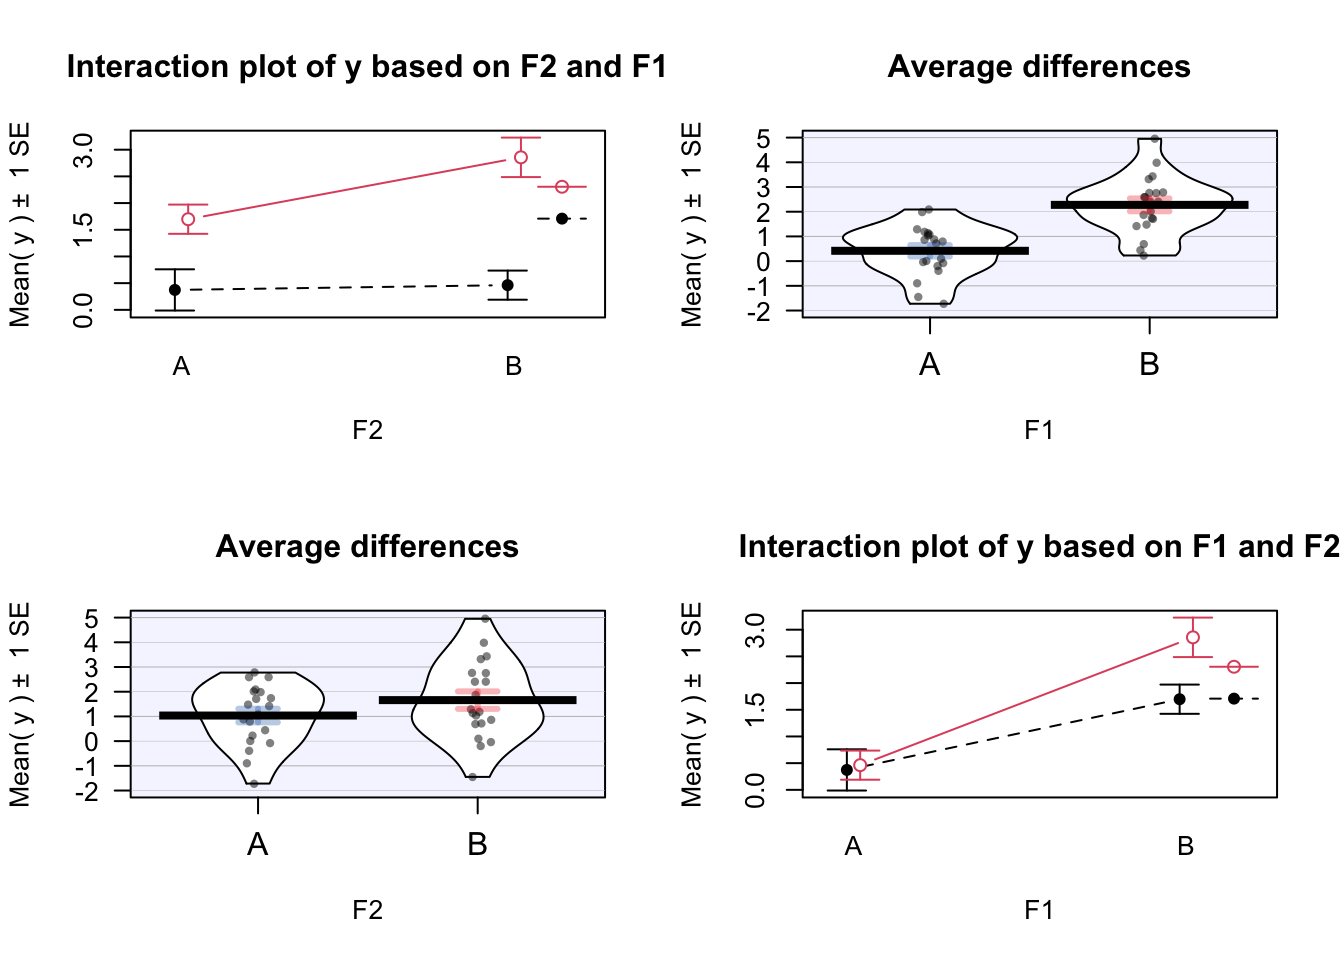 Interaction plot of y based on F2 and F1
Mean( y ) ± 1 SE
3.0
1.5
0.0
A
B
F2
Average differences
Mean( y ) ± 1 SE
5
4
3
2
1
0
-1
-2
A
B
F1
Average differences
Mean( y ) ± 1 SE
5
4
3
2
1
0
-1
-2
A
B
F2
Interaction plot of y based on F1 and F2
Mean( y ) ± 1 SE
3.0
1.5
0.0
A
B
F1